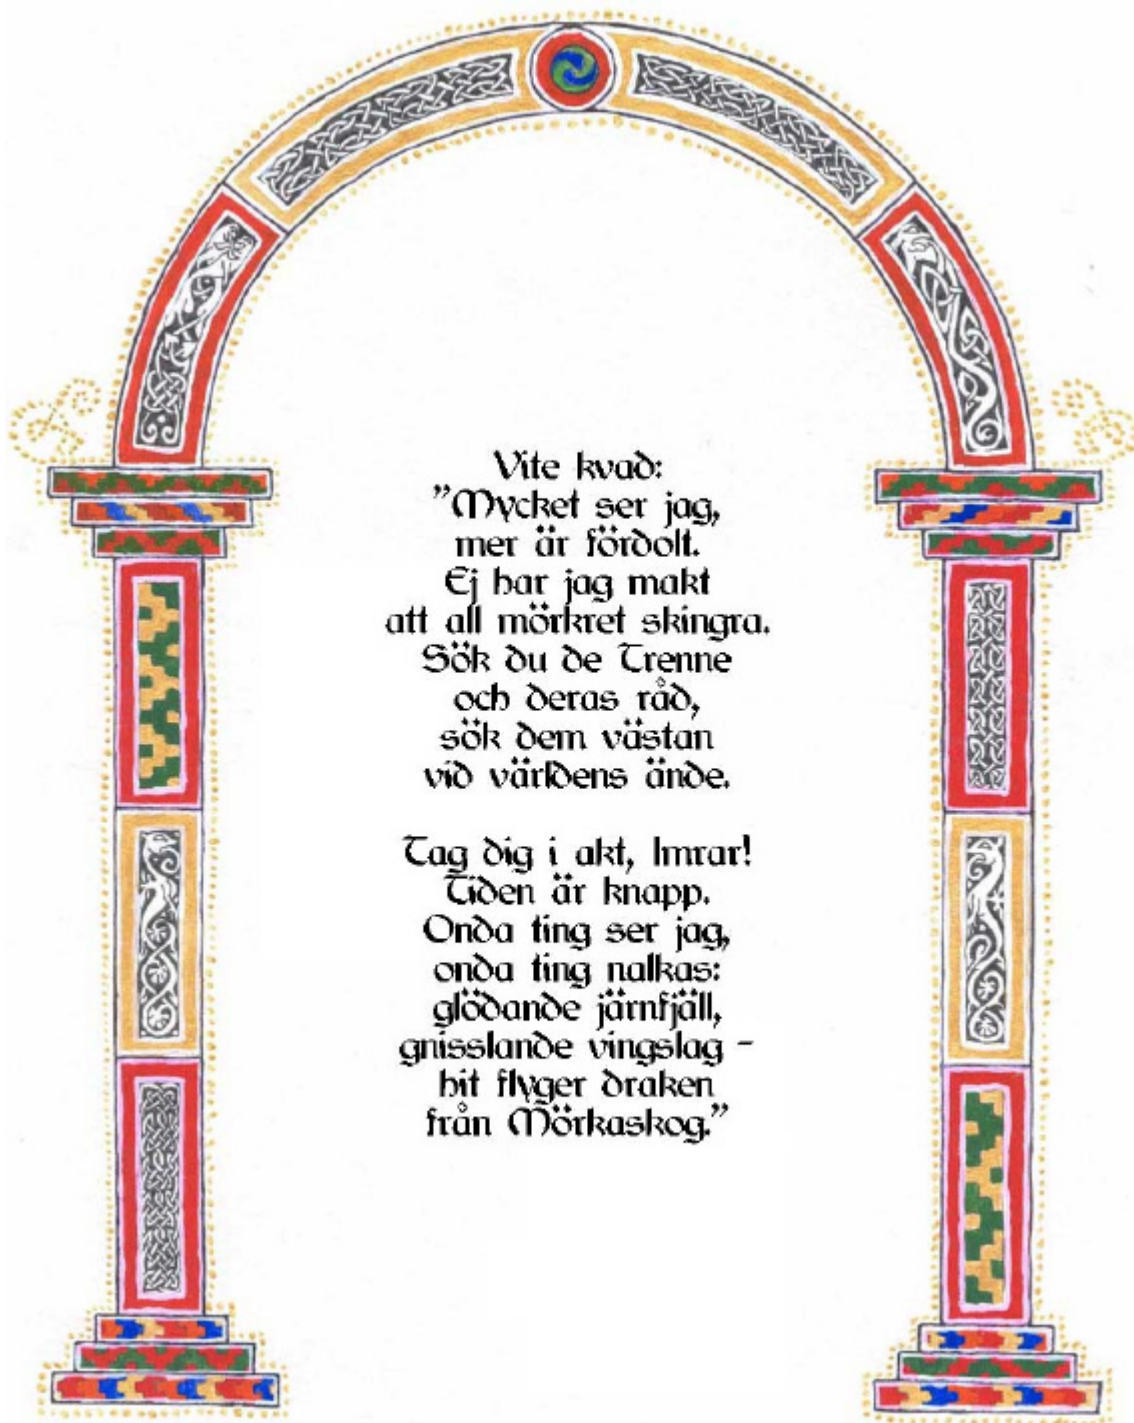 Vite kvad:
”Mycket ser jag,
mer är fördolt.
Ej har jag makt
att all mörkret skingra.
Sök du de Trenne
och deras råd,
sök dem västan
vid världens ände.

Tag dig i akt, Imrar!
Tiden är knapp.
Onda ting ser jag,
onda ting nalkas:
glödande järnfjäll,
gnisslande vingslag -
hit flyger draken
från Mörkaskog.”